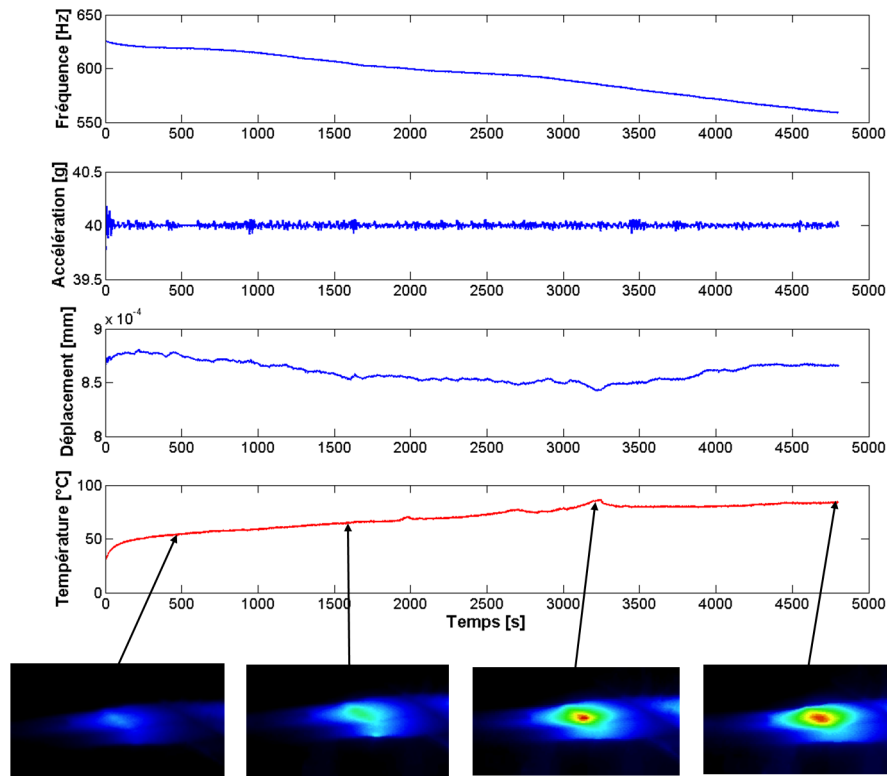 650
600
550
Fréquence [Hz]
0 500 1000 1500 2000 2500 3000 3500 4000 4500 5000
40.5
40
39.5
Accélération [g]
0 500 1000 1500 2000 2500 3000 3500 4000 4500 5000
x 10⁻⁴
9
8.5
8
Déplacement [mm]
0 500 1000 1500 2000 2500 3000 3500 4000 4500 5000
100
50
0
Température [°C]
0 500 1000 1500 2000 2500 3000 3500 4000 4500 5000
Temps [s]